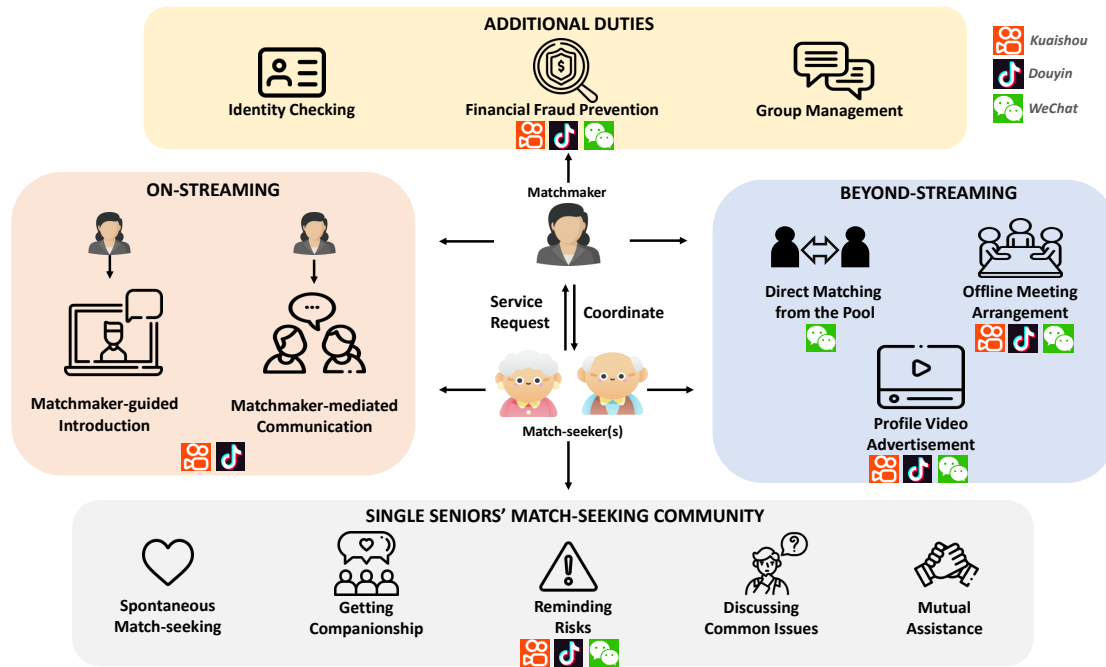 ADDITIONAL DUTIES
Identity Checking
Financial Fraud Prevention
Group Management
Kuaishou
Douyin
WeChat
ON-STREAMING
Matchmaker-guided
Introduction
Matchmaker-mediated
Communication
Matchmaker
Service
Request
Coordinate
Match-seeker(s)
BEYOND-STREAMING
Direct Matching
from the Pool
Offline Meeting
Arrangement
Profile Video
Advertisement
SINGLE SENIORS’ MATCH-SEEKING COMMUNITY
Spontaneous
Match-seeking
Getting
Companionship
Reminding
Risks
Discussing
Common Issues
Mutual
Assistance